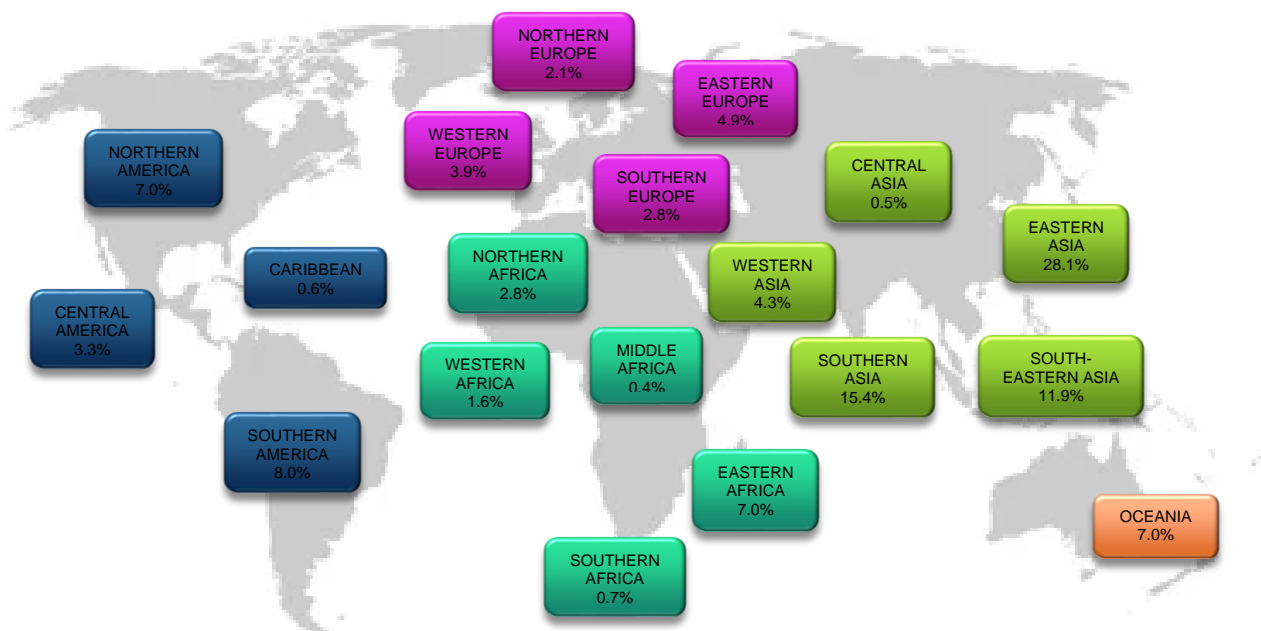 NORTHERN
EUROPE
2.1%
EASTERN
EUROPE
4.9%
WESTERN
EUROPE
3.9%
NORTHERN
AMERICA
7.0%
CENTRAL
ASIA
0.5%
SOUTHERN
EUROPE
2.8%
EASTERN
ASIA
28.1%
NORTHERN
AFRICA
2.8%
WESTERN
ASIA
4.3%
CARIBBEAN
0.6%
CENTRAL
AMERICA
3.3%
MIDDLE
AFRICA
0.4%
WESTERN
AFRICA
1.6%
SOUTHERN
ASIA
15.4%
SOUTH-
EASTERN ASIA
11.9%
SOUTHERN
AMERICA
8.0%
EASTERN
AFRICA
7.0%
OCEANIA
7.0%
SOUTHERN
AFRICA
0.7%